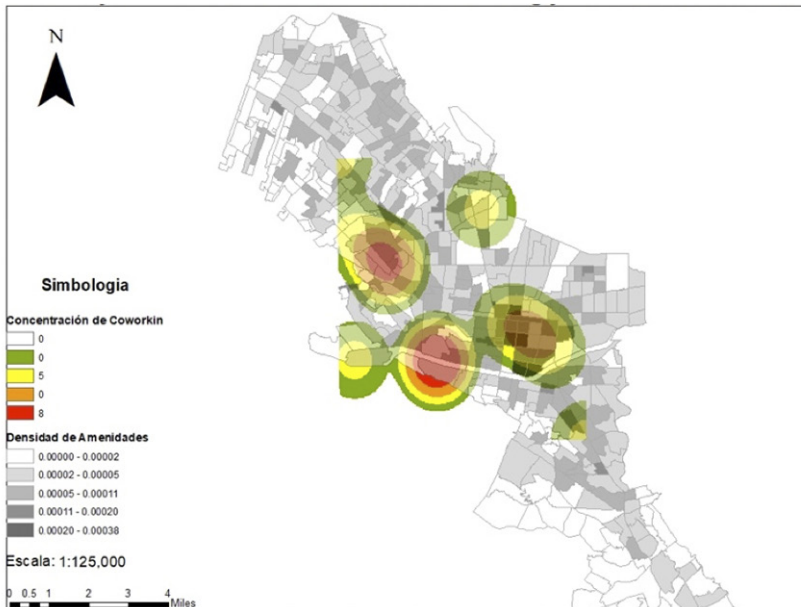 N
Simbologia
Concentración de Coworkin
0
0
5
0
8
Densidad de Amenidades
0.00000 - 0.00002
0.00002 - 0.00005
0.00005 - 0.00011
0.00011 - 0.00020
0.00020 - 0.00038
Escala: 1:125,000
0 0.5 1 2 3 4
Miles